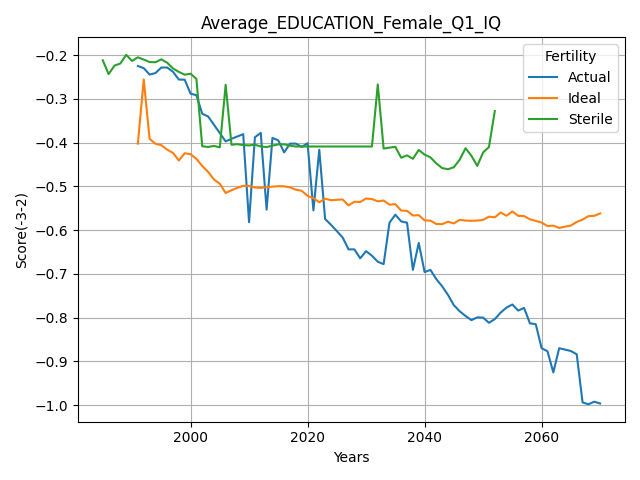 Average_EDUCATION_Female_Q1_IQ
Fertility
Actual
Ideal
Sterile
Score(-3-2)
−0.2
−0.3
−0.4
−0.5
−0.6
−0.7
−0.8
−0.9
−1.0
2000
2020
2040
2060
Years